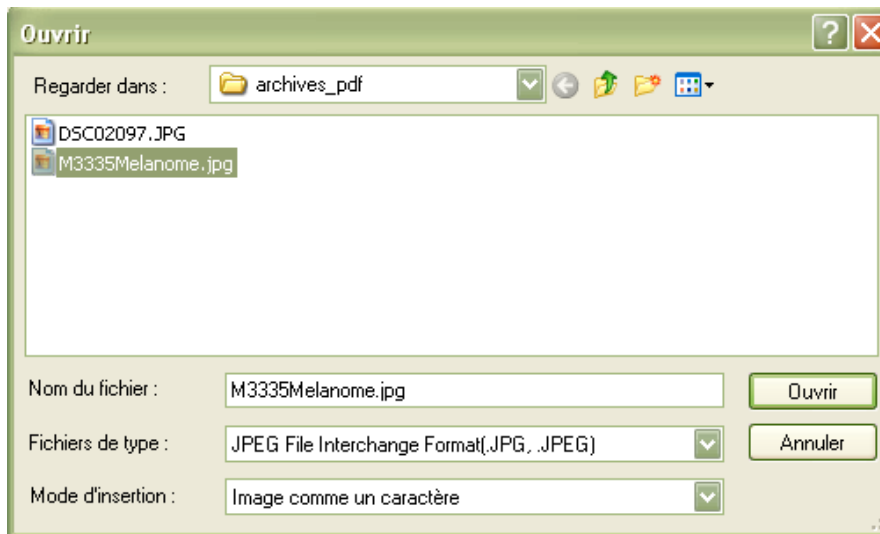 Ouvrir
Regarder dans :
archives_pdf
DSC02097.JPG
M3335Melanome.jpg
Nom du fichier :
M3335Melanome.jpg
Ouvrir
Fichiers de type :
JPEG File Interchange Format(.JPG, .JPEG)
Annuler
Mode d'insertion :
Image comme un caractère